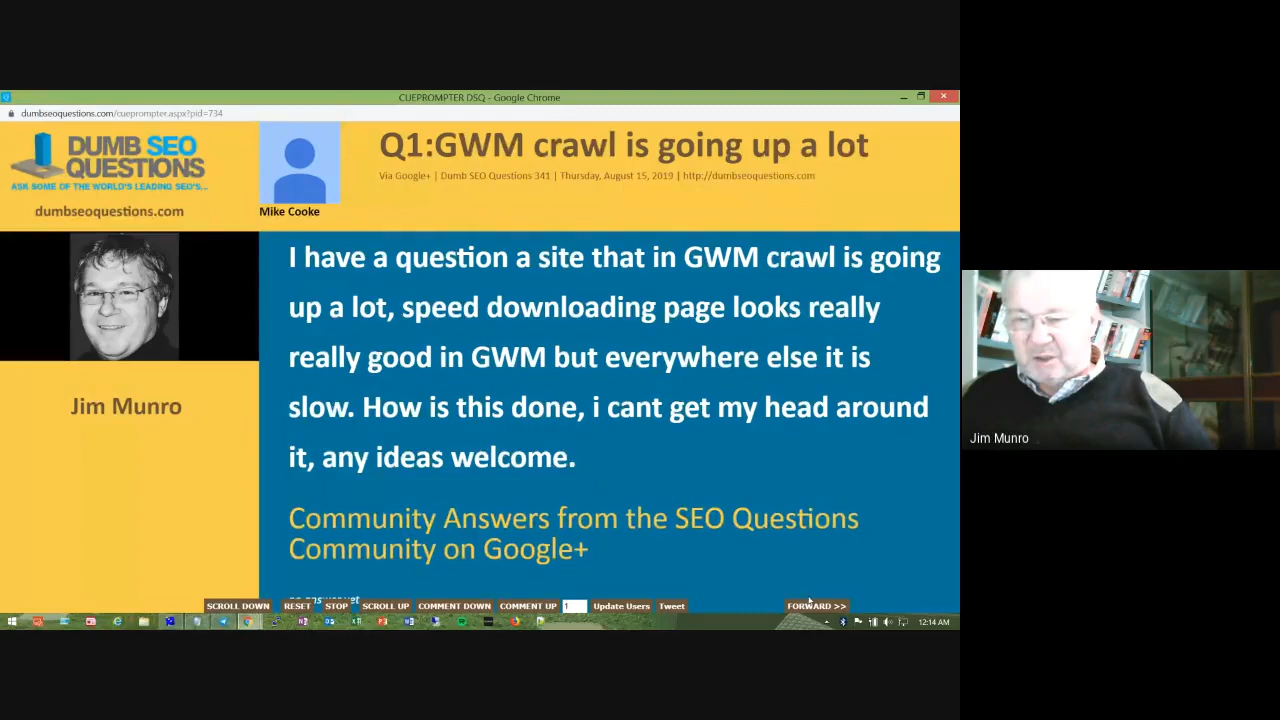 CUEPROMPTER DSQ - Google Chrome
dumbseoquestions.com/cueprompter.aspx?pid=734
DUMB SEO
QUESTIONS
ASK SOME OF THE WORLD'S LEADING SEO'S...
dumbseoquestions.com
Mike Cooke
Q1:GWM crawl is going up a lot
Via Google+ | Dumb SEO Questions 341 | Thursday, August 15, 2019 | http://dumbseoquestions.com
Jim Munro
I have a question a site that in GWM crawl is going
up a lot, speed downloading page looks really
really good in GWM but everywhere else it is
slow. How is this done, i cant get my head around
it, any ideas welcome.
Community Answers from the SEO Questions
Community on Google+
SCROLL DOWN RESET STOP SCROLL UP COMMENT DOWN COMMENT UP 1 Update Users Tweet FORWARD >>
12:14 AM
Jim Munro